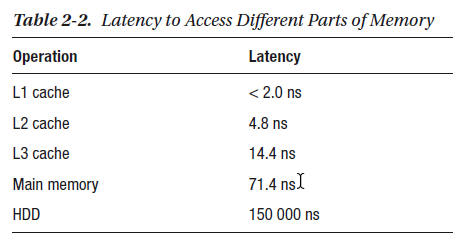 Table 2-2. Latency to Access Different Parts of Memory
Operation Latency
L1 cache < 2.0 ns
L2 cache 4.8 ns
L3 cache 14.4 ns
Main memory 71.4 ns
HDD 150 000 ns